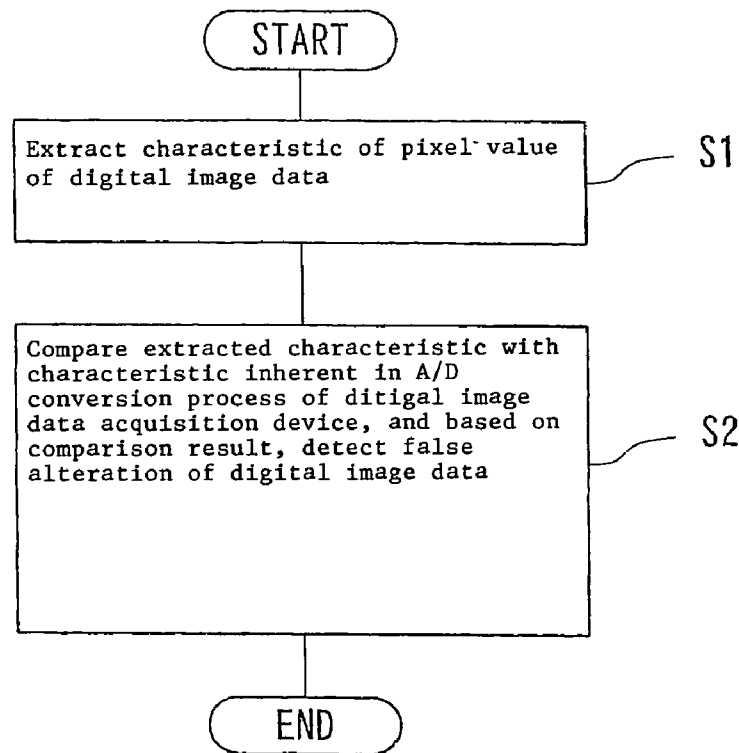 START
Extract characteristic of pixel value
of digital image data
S1
Compare extracted characteristic with
characteristic inherent in A/D
conversion process of ditigal image
data acquisition device, and based on
comparison result, detect false
alteration of digital image data
S2
END